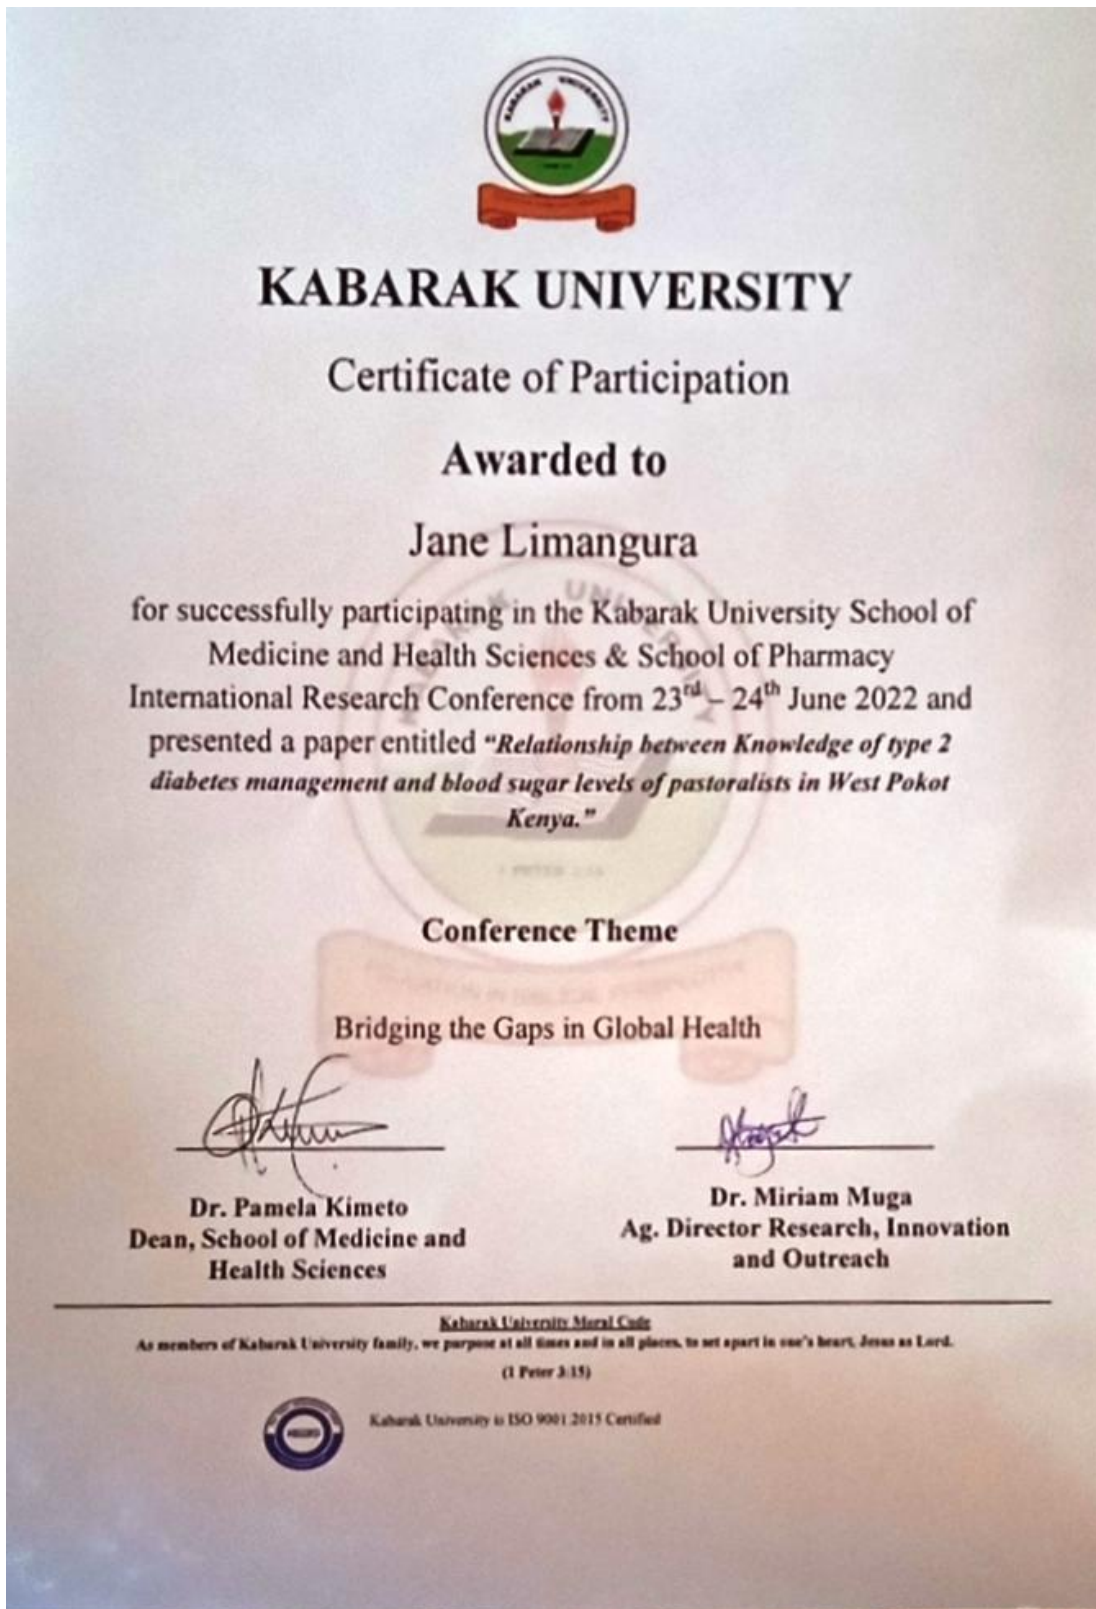 KABARAK UNIVERSITY
KABARAK UNIVERSITY
Certificate of Participation
Awarded to
Jane Limangura
for successfully participating in the Kabarak University School of
Medicine and Health Sciences & School of Pharmacy
International Research Conference from 23rd – 24th June 2022 and
presented a paper entitled “Relationship between Knowledge of type 2
diabetes management and blood sugar levels of pastoralists in West Pokot
Kenya.”
Conference Theme
Bridging the Gaps in Global Health
Dr. Pamela Kimeto
Dean, School of Medicine and
Health Sciences
Dr. Miriam Muga
Ag. Director Research, Innovation
and Outreach
Kabarak University Moral Code
As members of Kabarak University family, we purpose at all times and in all places, to set apart in one's heart, Jesus as Lord.
(1 Peter 3:15)
Kabarak University is ISO 9001:2015 Certified